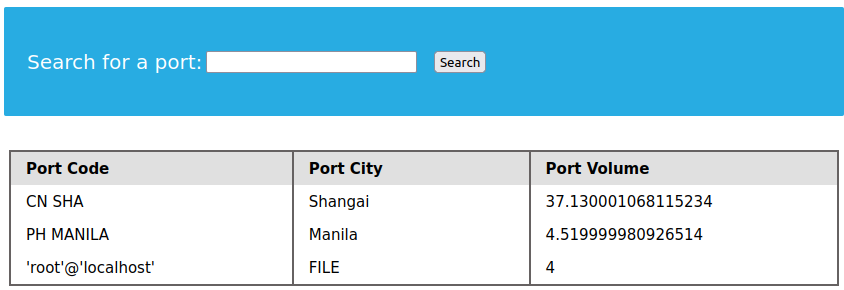 Search for a port: Search
Port Code Port City Port Volume
CN SHA Shangai 37.130001068115234
PH MANILA Manila 4.519999980926514
'root'@'localhost' FILE 4